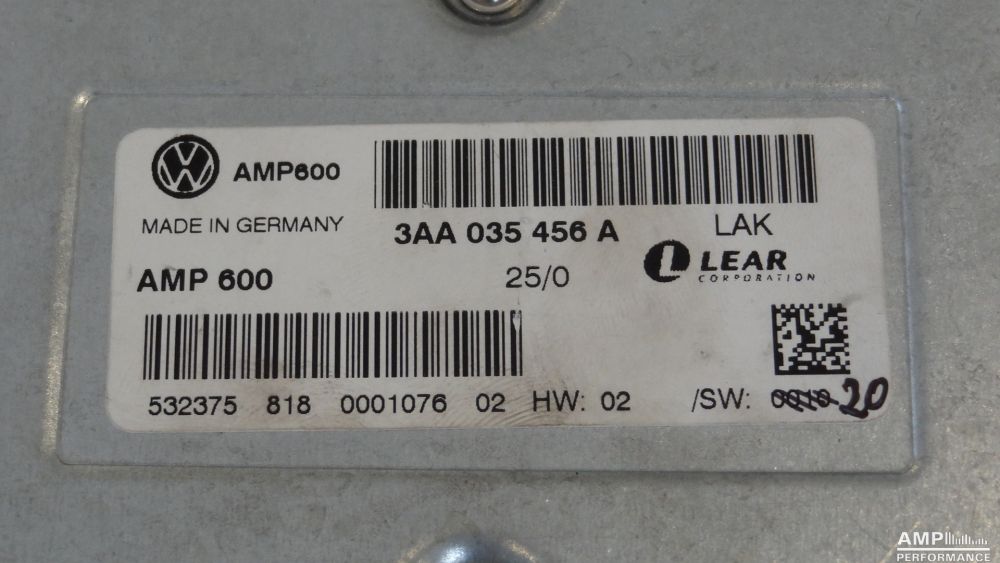 AMP600
MADE IN GERMANY
3AA 035 456 A
LAK
AMP 600
25/0
LEAR
CORPORATION
532375 818 0001076 02 HW: 02 /SW: 0010 20
AMP
PERFORMANCE